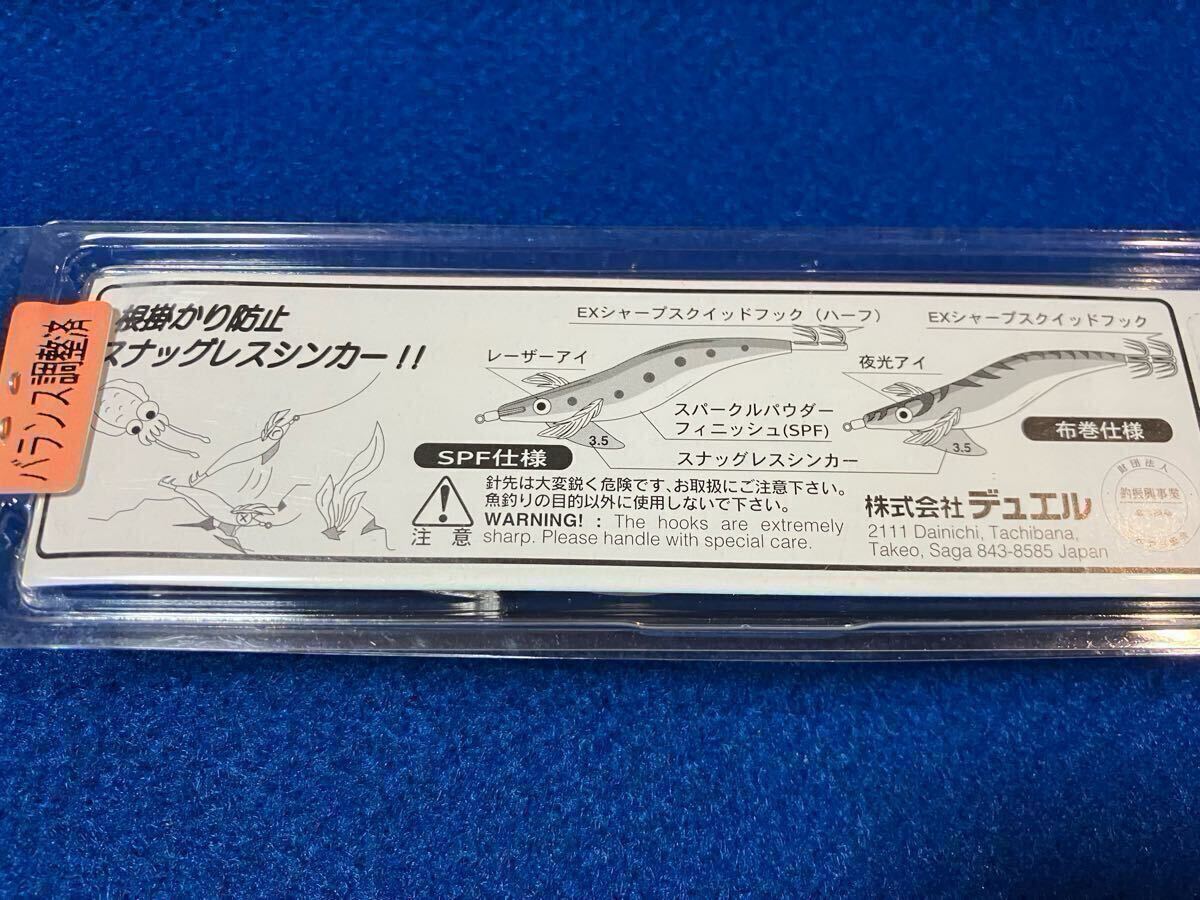 バランス調整済
根掛かり防止
スナッグレスシンカー!!
EXシャープスクイッドフック（ハーフ）
レーザーアイ
スパークルパウダー
フィニッシュ(SPF)
3.5
スナッグレスシンカー
SPF仕様
EXシャープスクイッドフック
夜光アイ
3.5
布巻仕様
注意
針先は大変鋭く危険です、お取扱にご注意下さい。
魚釣りの目的以外に使用しないで下さい。
WARNING! : The hooks are extremely
sharp. Please handle with special care.
株式会社 デュエル
2111 Dainichi, Tachibana,
Takeo, Saga 843-8585 Japan
財団法人
釣振興事業